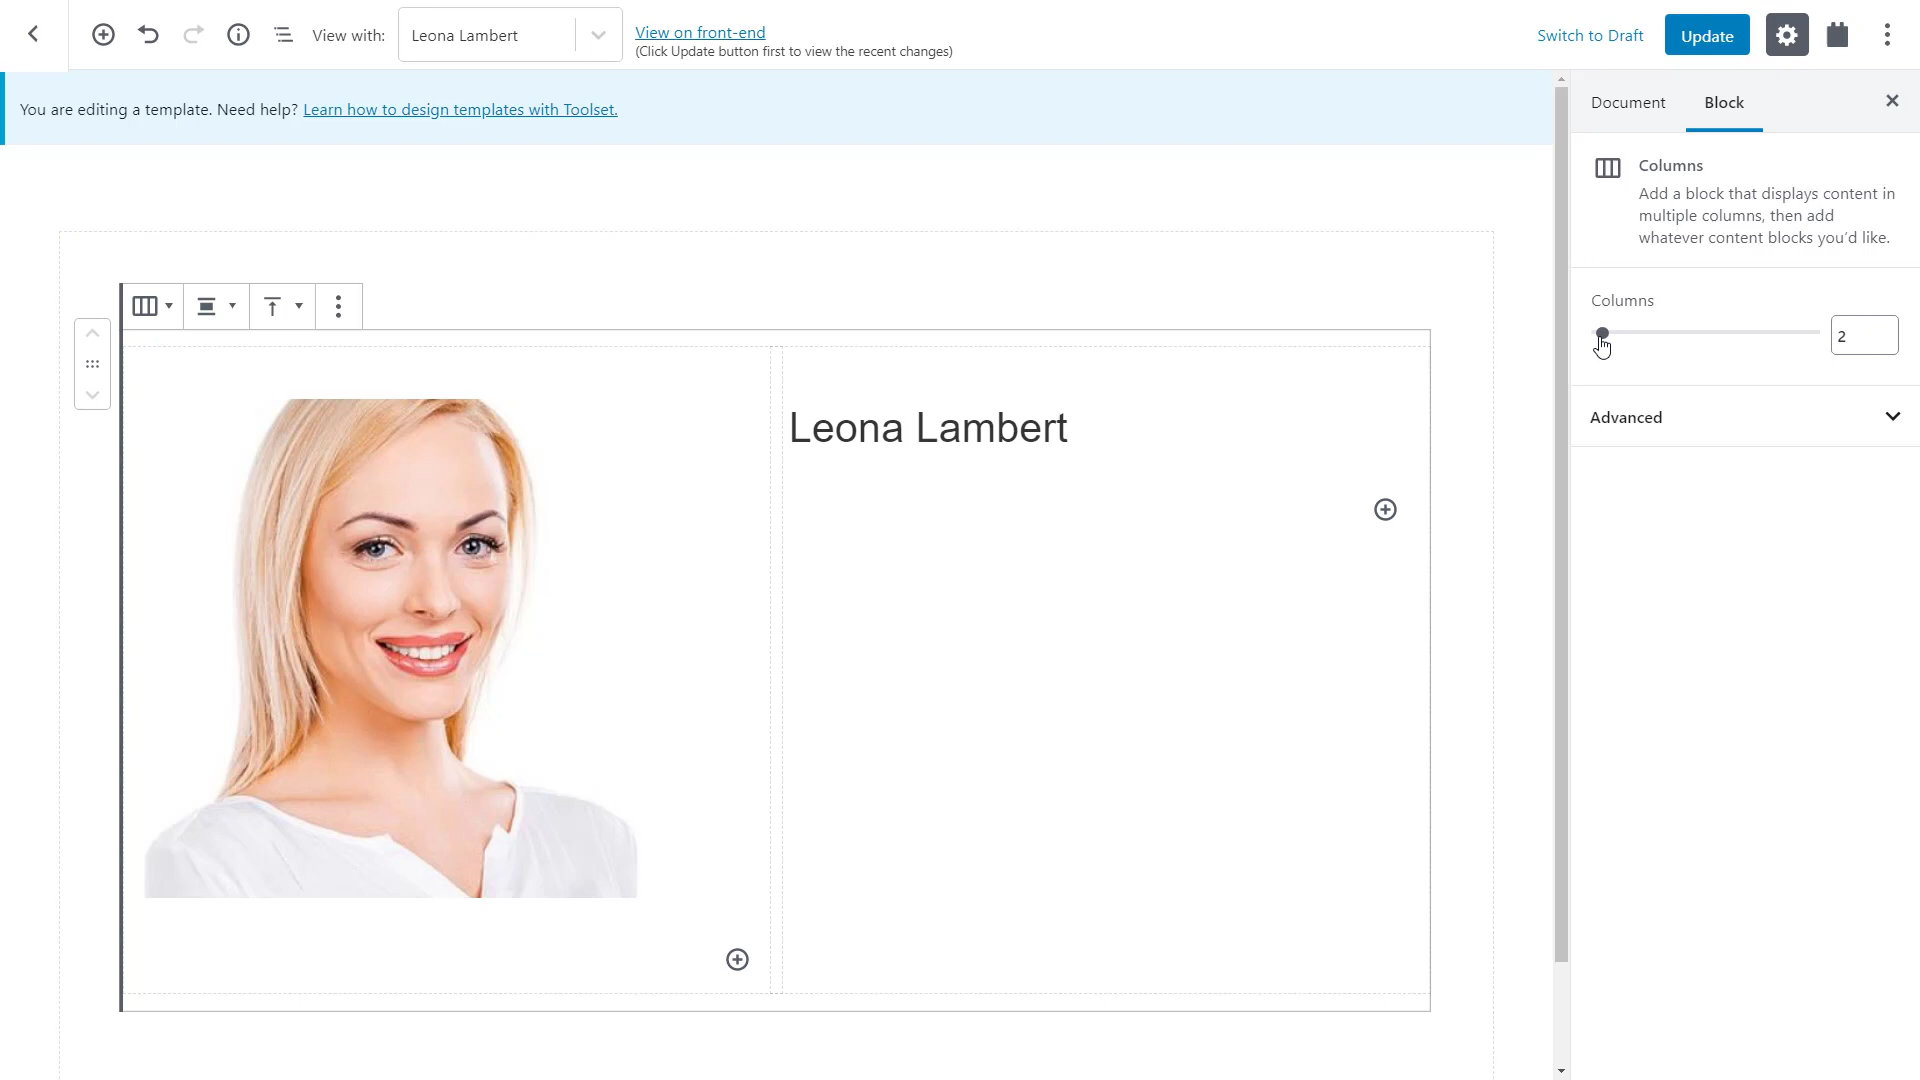 View with:
Leona Lambert
View on front-end
(Click Update button first to view the recent changes)
Switch to Draft
Update
You are editing a template. Need help? Learn how to design templates with Toolset.
Document
Block
Columns
Add a block that displays content in
multiple columns, then add
whatever content blocks you'd like.
Columns
2
Advanced
Leona Lambert